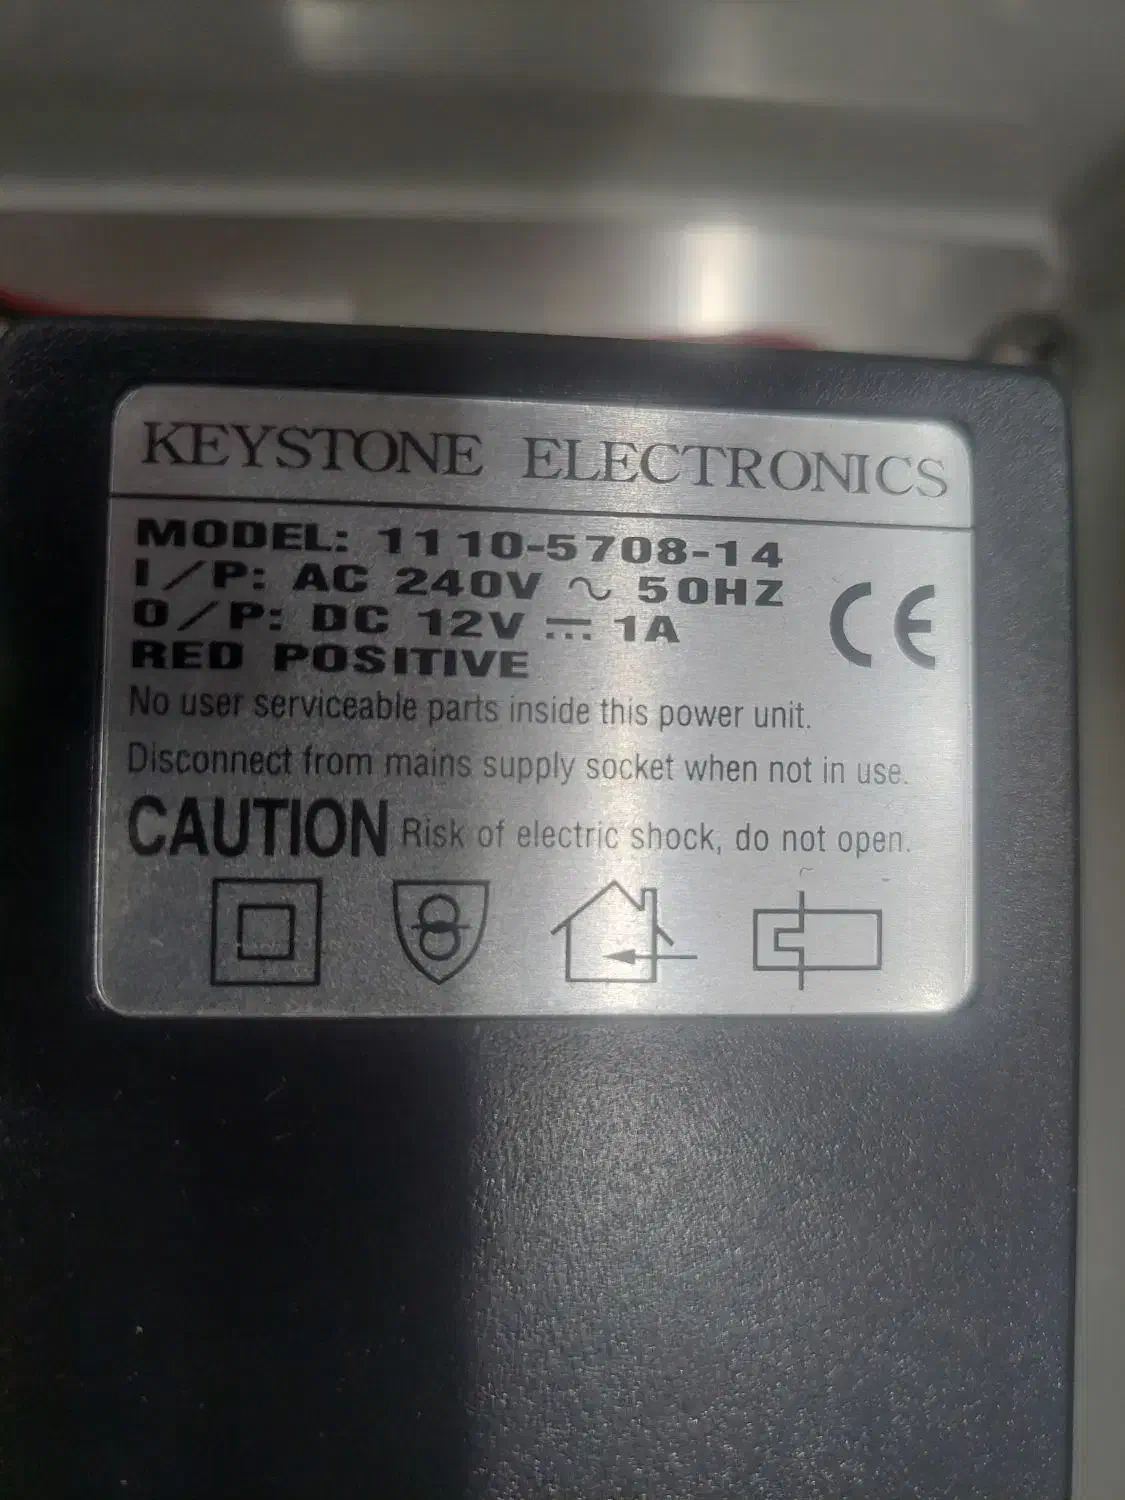 KEYSTONE ELECTRONICS
MODEL: 1110-5708-14
I/P: AC 240V ~ 50HZ
O/P: DC 12V ⎓ 1A
RED POSITIVE
CE
No user serviceable parts inside this power unit.
Disconnect from mains supply socket when not in use.
CAUTION Risk of electric shock, do not open.